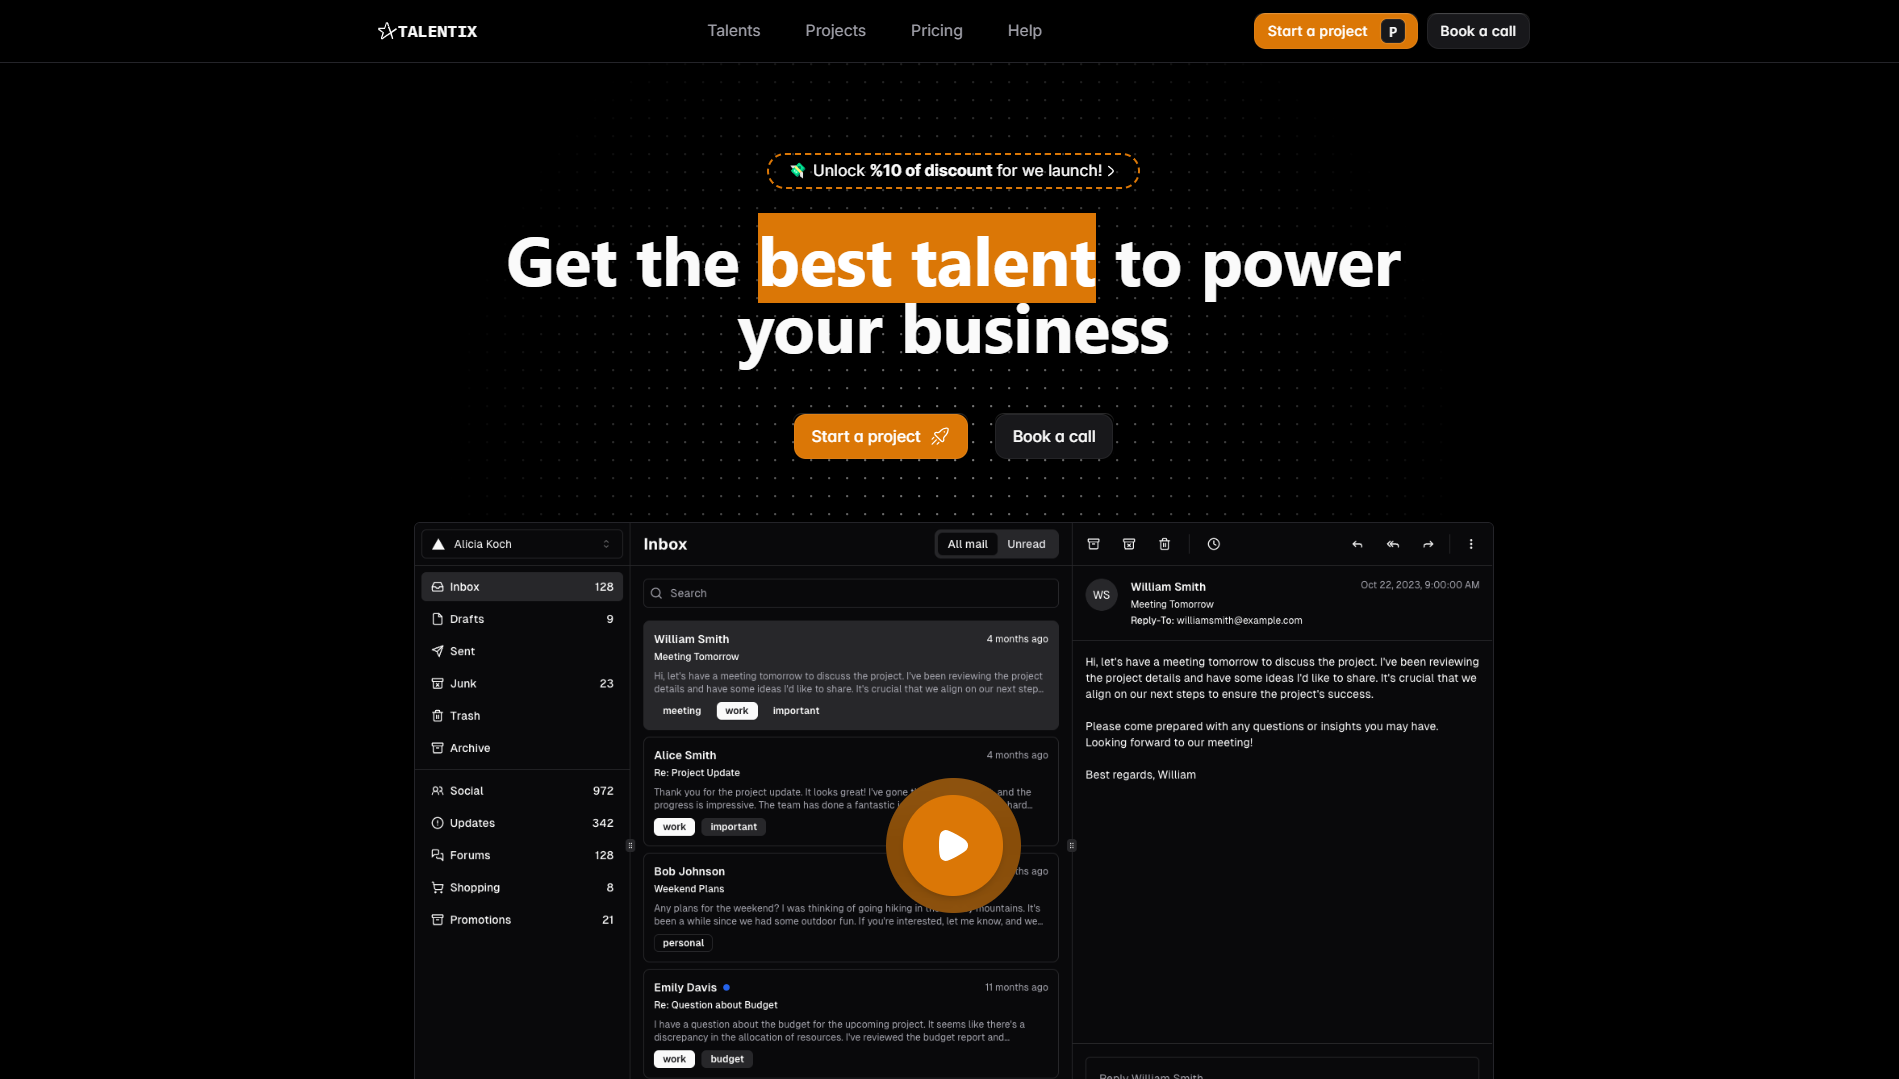 TALENTIX
Talents
Projects
Pricing
Help
Start a project P
Book a call
Unlock %10 of discount for we launch!
Get the best talent to power
your business
Start a project
Book a call
Alicia Koch
Inbox 128
Drafts 9
Sent
Junk 23
Trash
Archive
Social 972
Updates 342
Forums 128
Shopping 8
Promotions 21
Inbox
All mail
Unread
Search
William Smith 4 months ago
Meeting Tomorrow
Hi, let's have a meeting tomorrow to discuss the project. I've been reviewing the project
details and have some ideas I'd like to share. It's crucial that we align on our next step...
meeting work important
Alice Smith 4 months ago
Re: Project Update
Thank you for the project update. It looks great! I've gone and the
progress is impressive. The team has done a fantastic hard...
work important
Bob Johnson ago
Weekend Plans
Any plans for the weekend? I was thinking of going hiking in mountains. It's
been a while since we had some outdoor fun. If you're interested, let me know, and we...
personal
Emily Davis 11 months ago
Re: Question about Budget
I have a question about the budget for the upcoming project. It seems like there's a
discrepancy in the allocation of resources. I've reviewed the budget report and...
work budget
WS
William Smith Oct 22, 2023, 9:00:00 AM
Meeting Tomorrow
Reply-To: williamsmith@example.com
Hi, let's have a meeting tomorrow to discuss the project. I've been reviewing
the project details and have some ideas I'd like to share. It's crucial that we
align on our next steps to ensure the project's success.
Please come prepared with any questions or insights you may have.
Looking forward to our meeting!
Best regards, William
Reply William Smith...